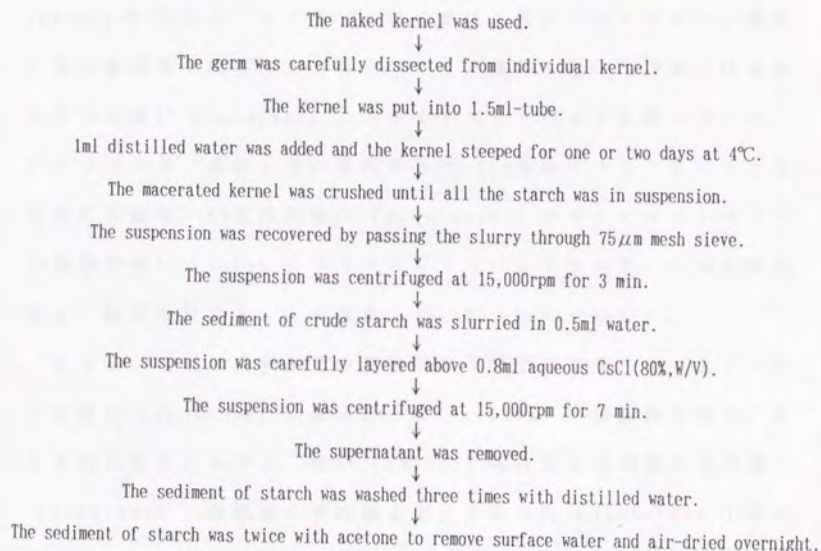 The naked kernel was used.
↓
The germ was carefully dissected from individual kernel.
↓
The kernel was put into 1.5ml-tube.
↓
1ml distilled water was added and the kernel steeped for one or two days at 4℃.
↓
The macerated kernel was crushed until all the starch was in suspension.
↓
The suspension was recovered by passing the slurry through 75μm mesh sieve.
↓
The suspension was centrifuged at 15,000rpm for 3 min.
↓
The sediment of crude starch was slurried in 0.5ml water.
↓
The suspension was carefully layered above 0.8ml aqueous CsCl(80%,W/V).
↓
The suspension was centrifuged at 15,000rpm for 7 min.
↓
The supernatant was removed.
↓
The sediment of starch was washed three times with distilled water.
↓
The sediment of starch was twice with acetone to remove surface water and air-dried overnight.